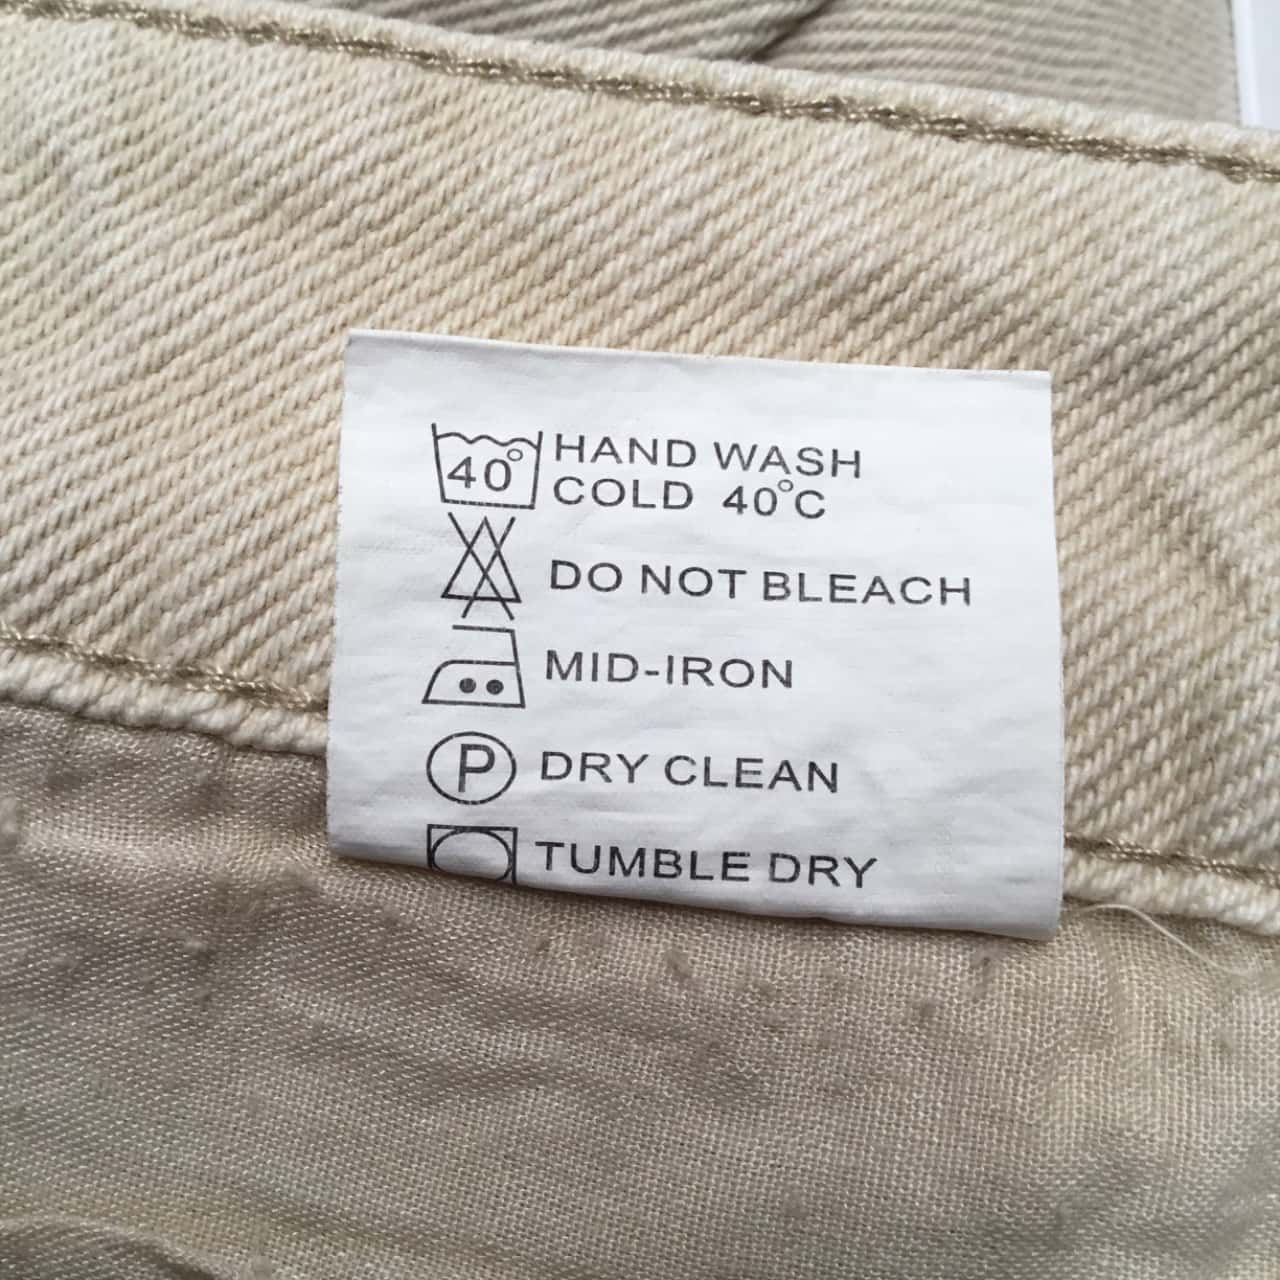 40° HAND WASH
COLD 40°C
DO NOT BLEACH
MID-IRON
P DRY CLEAN
TUMBLE DRY